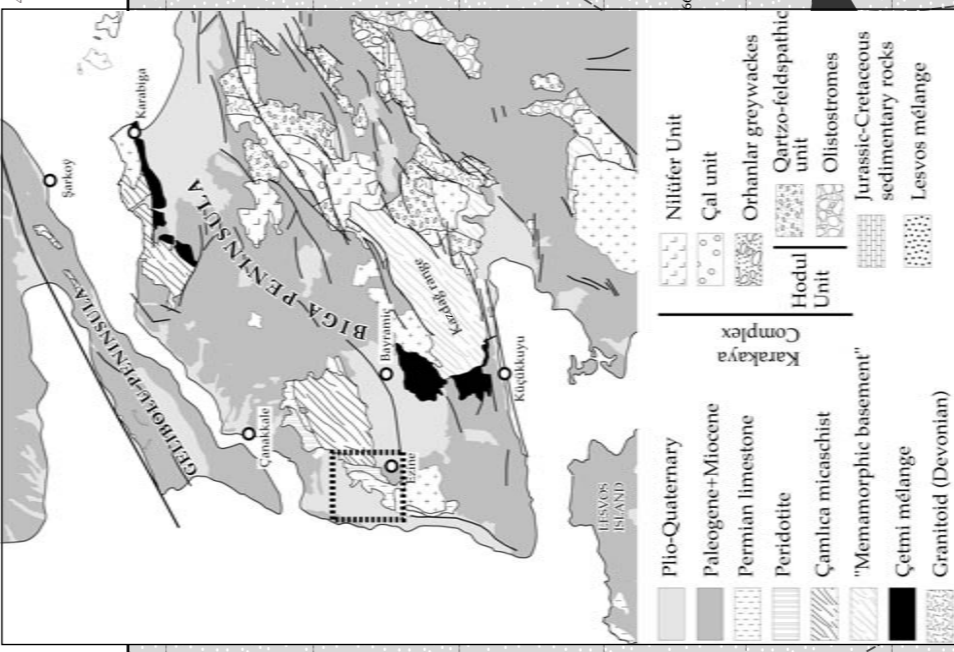 Şarkoÿ
Karabiga
GELIBOLU-PENINSULA
BIGA PENINSULA
Çanakkale
Bayramiç
Kazdağ range
Ezine
Küçükkuyu
LESVOS
ISLAND
Plio-Quaternary
Paleogene+Miocene
Permian limestone
Peridotite
Çamlica micaschist
"Memamorphic basement"
Çetmi mélange
Granitoid (Devonian)
Karakaya
Complex
Nilüfer Unit
Çal unit
Orhanlar greywackes
Hodul
Unit
Qartzo-feldspathic
unit
Olistostromes
Jurassic-Cretaceous
sedimentary rocks
Lesvos mélange